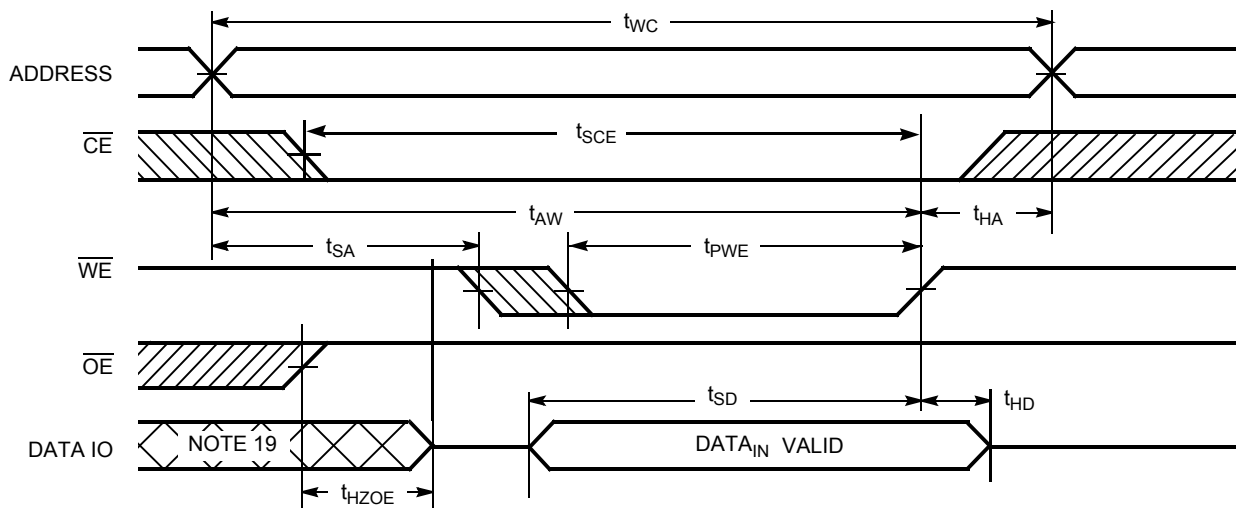 tWC
ADDRESS
CE
tSCE
tAW
tHA
tSA
tPWE
WE
OE
tSD
tHD
DATA IO
NOTE 19
DATAIN VALID
tHZOE